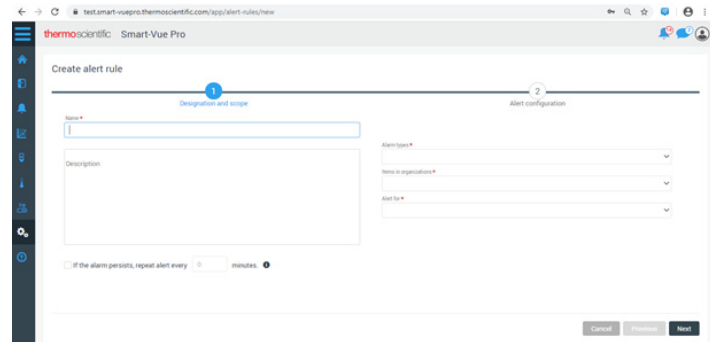 test.smart-vuepro.thermoscientific.com/app/alert-rules/new
thermoscientific Smart-Vue Pro
Create alert rule
1
2
Designation and scope
Alert configuration
Name *
Alarm types *
Description
Items in organizations *
Alert for *
If the alarm persists, repeat alert every 0 minutes.
Cancel Previous Next